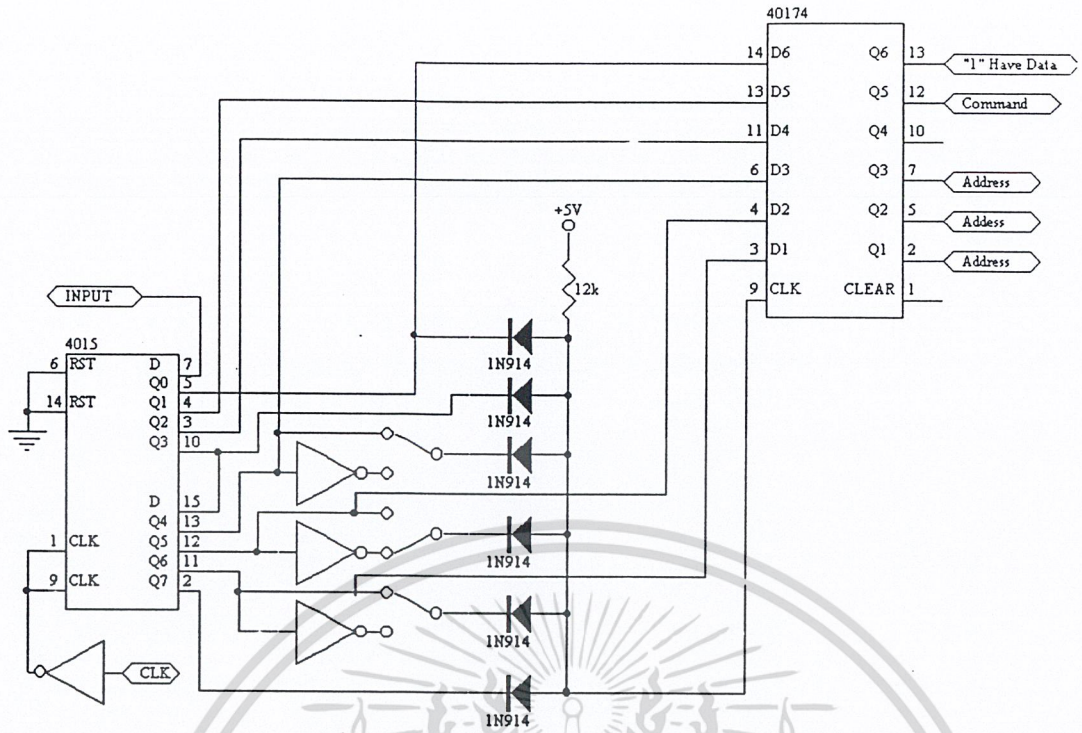 40174
14 D6 Q6 13 "1" Have Data
13 D5 Q5 12 Command
11 D4 Q4 10
6 D3 Q3 7 Address
4 D2 Q2 5 Addess
3 D1 Q1 2 Address
9 CLK CLEAR 1
+5V
12k
INPUT
4015
6 RST D 7
Q0 5
14 RST Q1 4
Q2 3
Q3 10
D 15
Q4 13
1 CLK Q5 12
Q6 11
9 CLK Q7 2
CLK
1N914
1N914
1N914
1N914
1N914
1N914